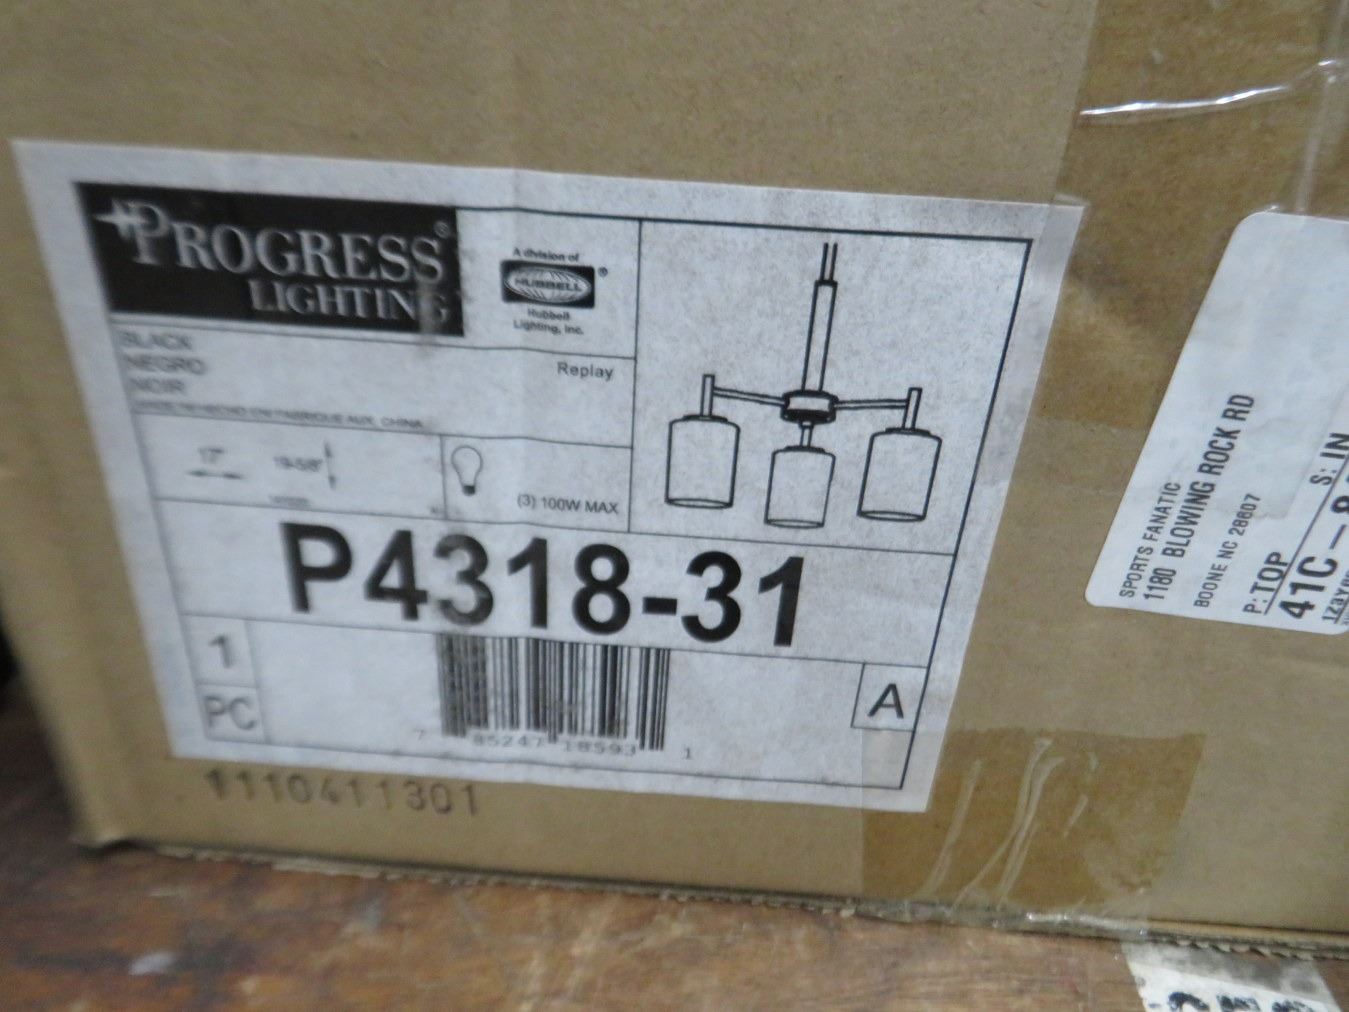 PROGRESS®
LIGHTING
A division of
HUBBELL®
Hubbell
Lighting, Inc.
BLACK
NEGRO
NOIR
Replay
17"
19-5/8"
(3) 100W MAX
P4318-31
1
PC
A
7 85247 18593 1
1110411301
SPORTS FANATIC
1180 BLOWING ROCK RD
BOONE NC 28607
P: TOP
S: IN
41C-8